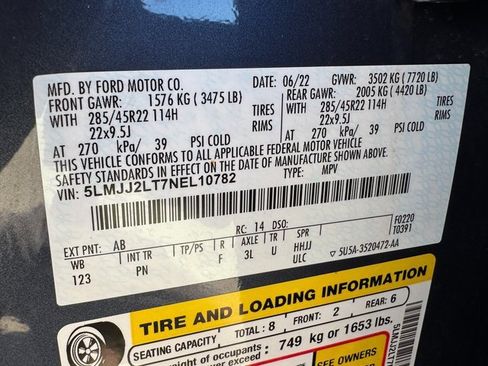 MFD. BY FORD MOTOR CO. 06/22 GVWR: 3502 KG ( 7720 LB)
FRONT GAWR: 1576 KG ( 3475 LB) REAR GAWR: 2005 KG ( 4420 LB)
WITH 285/45R22 114H WITH 285/45R22 114H TIRES
22x9.5J 22x9.5J RIMS
AT 270 kPa/ 39 PSI COLD AT 270 kPa/ 39 PSI COLD
THIS VEHICLE CONFORMS TO ALL APPLICABLE FEDERAL MOTOR VEHICLE
SAFETY STANDARDS IN EFFECT ON THE DATE OF MANUFACTURE SHOWN ABOVE.
VIN: 5LMJJ2LT7NEL10782 TYPE: MPV
F0220
T0391
EXT PNT: AB RC: 14 DSO:
WB INT TR TP/PS R AXLE TR SPR
123 PN F 3L U HHJJ
ULC 5U5A-3520472-AA
TIRE AND LOADING INFORMATION
SEATING CAPACITY TOTAL: 8 FRONT: 2 REAR: 6
weight of occupants : 749 kg or 1653 lbs.
exceed :
SEE OWNERS